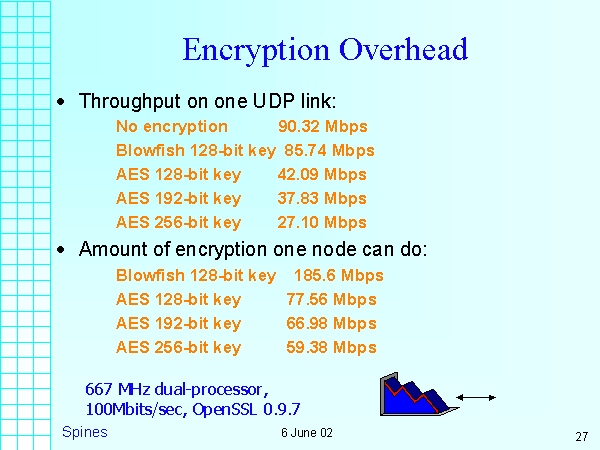 Encryption Overhead
• Throughput on one UDP link:
No encryption 90.32 Mbps
Blowfish 128-bit key 85.74 Mbps
AES 128-bit key 42.09 Mbps
AES 192-bit key 37.83 Mbps
AES 256-bit key 27.10 Mbps
• Amount of encryption one node can do:
Blowfish 128-bit key 185.6 Mbps
AES 128-bit key 77.56 Mbps
AES 192-bit key 66.98 Mbps
AES 256-bit key 59.38 Mbps
667 MHz dual-processor,
100Mbits/sec, OpenSSL 0.9.7
Spines 6 June 02 27